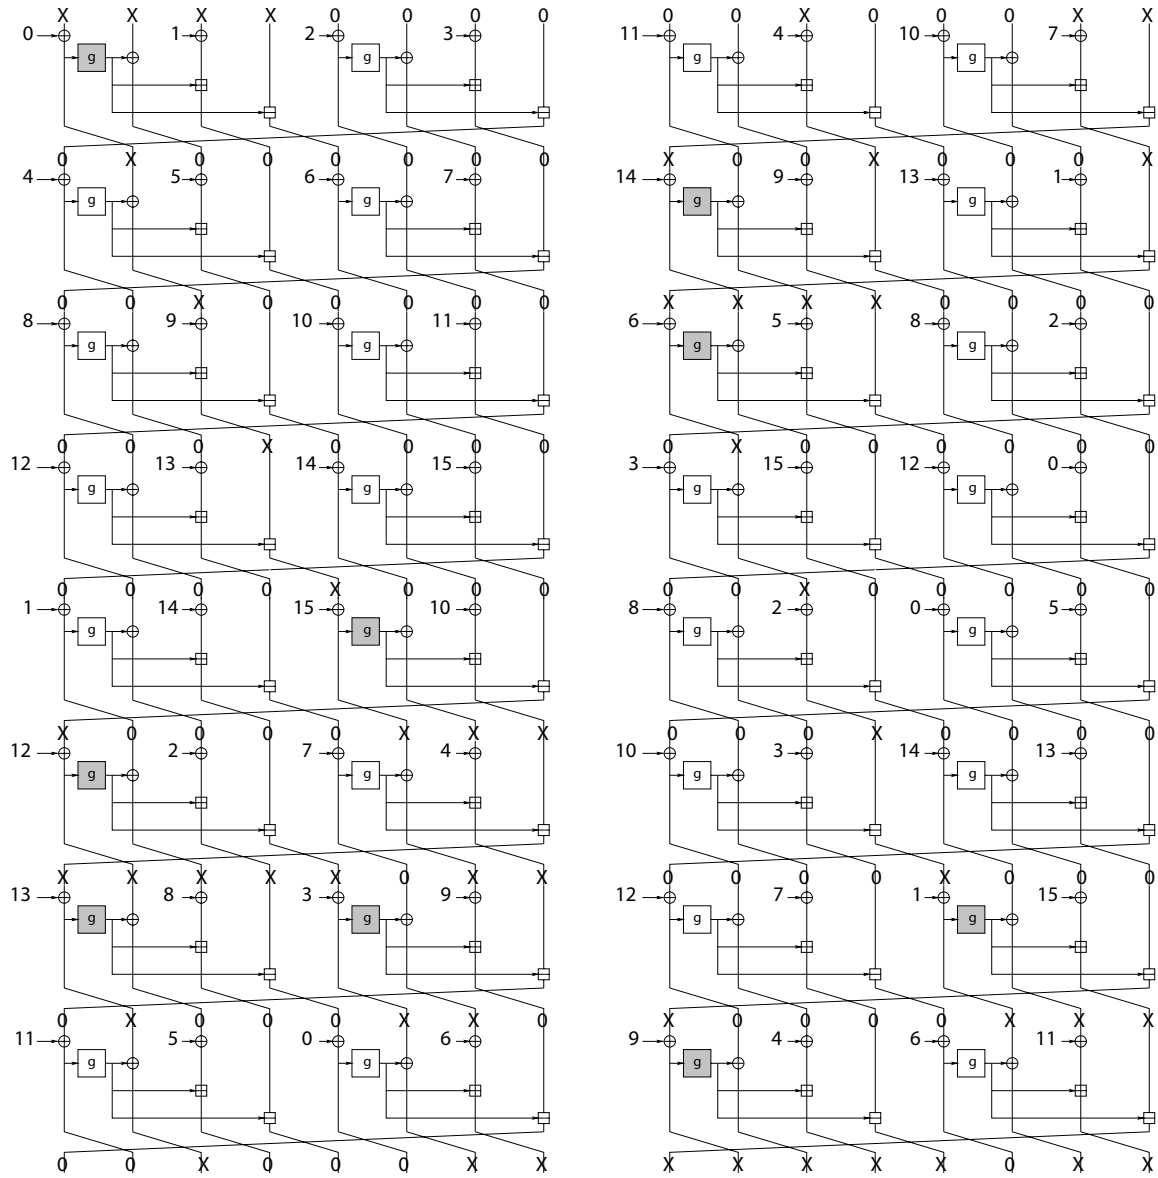 X X X X 0 0 0 0
0 1 2 3
g g
0 X 0 0 0 0 0 0
4 5 6 7
g g
0 0 X 0 0 0 0 0
8 9 10 11
g g
0 0 0 X 0 0 0 0
12 13 14 15
g g
0 0 0 0 X 0 0 0
1 14 15 10
g g
X 0 0 0 0 X X X
12 2 7 4
g g
X X X X X 0 X X
13 8 3 9
g g
0 X 0 0 0 X X 0
11 5 0 6
g g
0 0 X 0 0 0 X X
0 0 X 0 0 0 X X
11 4 10 7
g g
X 0 0 X 0 0 0 X
14 9 13 1
g g
X X X X 0 0 0 0
6 5 8 2
g g
0 X 0 0 0 0 0 0
3 15 12 0
g g
0 0 X 0 0 0 0 0
8 2 0 5
g g
0 0 0 X 0 0 0 0
10 3 14 13
g g
0 0 0 0 X 0 0 0
12 7 1 15
g g
X 0 0 0 0 X X X
9 4 6 11
g g
X X X X X 0 X X